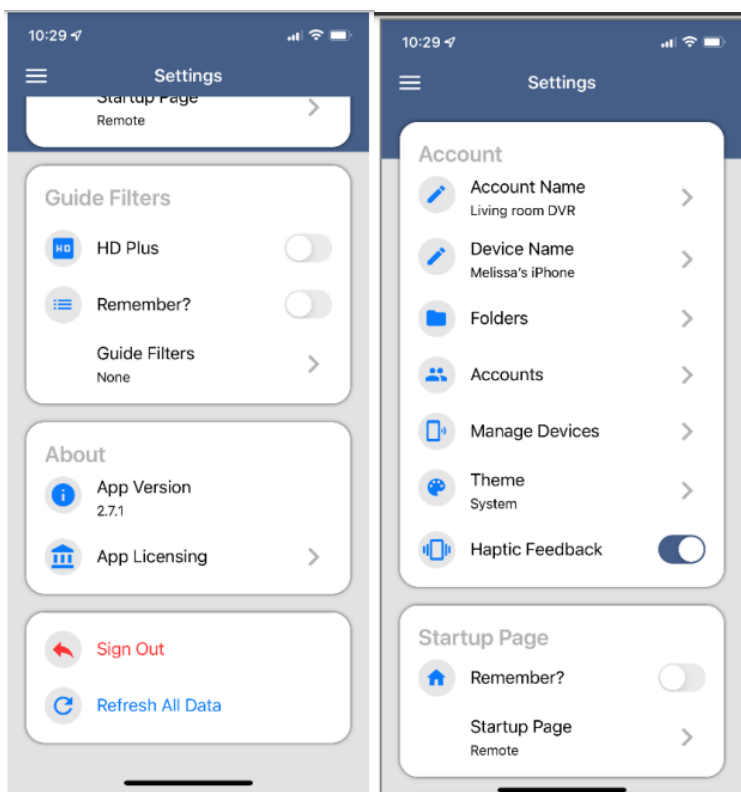 10:29
Settings
Startup Page
Remote
Guide Filters
HD
HD Plus
Remember?
Guide Filters
None
About
App Version
2.7.1
App Licensing
Sign Out
Refresh All Data
10:29
Settings
Account
Account Name
Living room DVR
Device Name
Melissa's iPhone
Folders
Accounts
Manage Devices
Theme
System
Haptic Feedback
Startup Page
Remember?
Startup Page
Remote